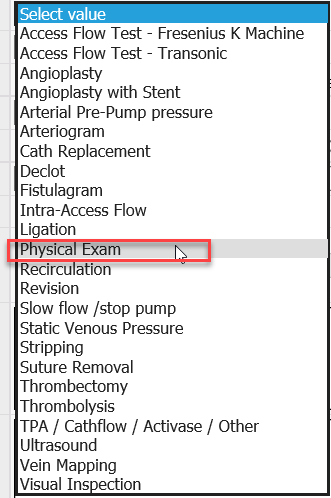 Select value
Access Flow Test - Fresenius K Machine
Access Flow Test - Transonic
Angioplasty
Angioplasty with Stent
Arterial Pre-Pump pressure
Arteriogram
Cath Replacement
Declot
Fistulagram
Intra-Access Flow
Ligation
Physical Exam
Recirculation
Revision
Slow flow /stop pump
Static Venous Pressure
Stripping
Suture Removal
Thrombectomy
Thrombolysis
TPA / Cathflow / Activase / Other
Ultrasound
Vein Mapping
Visual Inspection